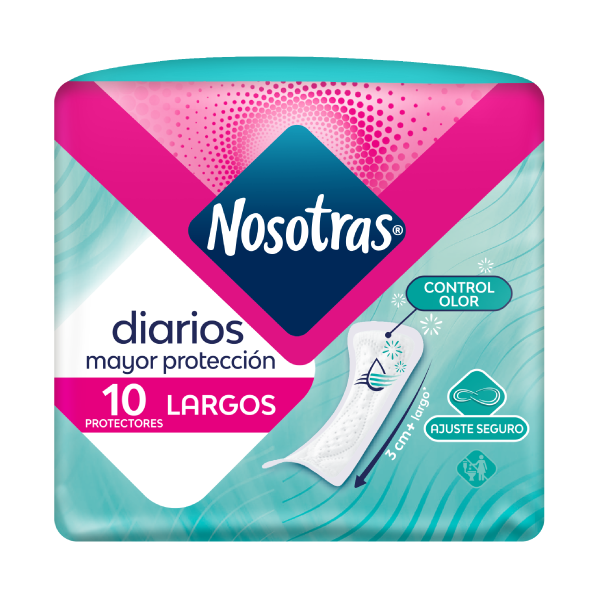 Nosotras®
CONTROL
OLOR
diarios
mayor protección
10 LARGOS
PROTECTORES
3 cm+ largo*
AJUSTE SEGURO